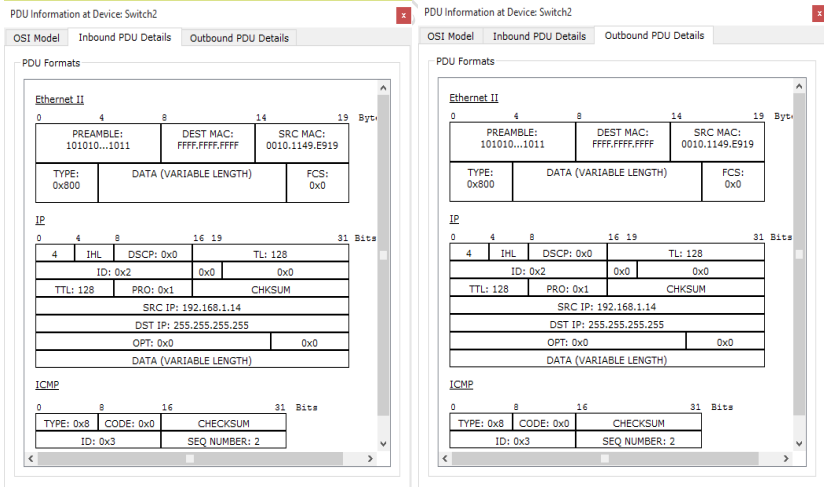 PDU Information at Device: Switch2
x
OSI Model Inbound PDU Details Outbound PDU Details
PDU Formats
Ethernet II
0 4 8 14 19 Byt
PREAMBLE: DEST MAC: SRC MAC:
101010...1011 FFFF.FFFF.FFFF 0010.1149.E919
TYPE: DATA (VARIABLE LENGTH) FCS:
0x800 0x0
IP
0 4 8 16 19 31 Bits
4 IHL DSCP: 0x0 TL: 128
ID: 0x2 0x0 0x0
TTL: 128 PRO: 0x1 CHKSUM
SRC IP: 192.168.1.14
DST IP: 255.255.255.255
OPT: 0x0 0x0
DATA (VARIABLE LENGTH)
ICMP
0 8 16 31 Bits
TYPE: 0x8 CODE: 0x0 CHECKSUM
ID: 0x3 SEQ NUMBER: 2
PDU Information at Device: Switch2
x
OSI Model Inbound PDU Details Outbound PDU Details
PDU Formats
Ethernet II
0 4 8 14 19 Byt
PREAMBLE: DEST MAC: SRC MAC:
101010...1011 FFFF.FFFF.FFFF 0010.1149.E919
TYPE: DATA (VARIABLE LENGTH) FCS:
0x800 0x0
IP
0 4 8 16 19 31 Bits
4 IHL DSCP: 0x0 TL: 128
ID: 0x2 0x0 0x0
TTL: 128 PRO: 0x1 CHKSUM
SRC IP: 192.168.1.14
DST IP: 255.255.255.255
OPT: 0x0 0x0
DATA (VARIABLE LENGTH)
ICMP
0 8 16 31 Bits
TYPE: 0x8 CODE: 0x0 CHECKSUM
ID: 0x3 SEQ NUMBER: 2